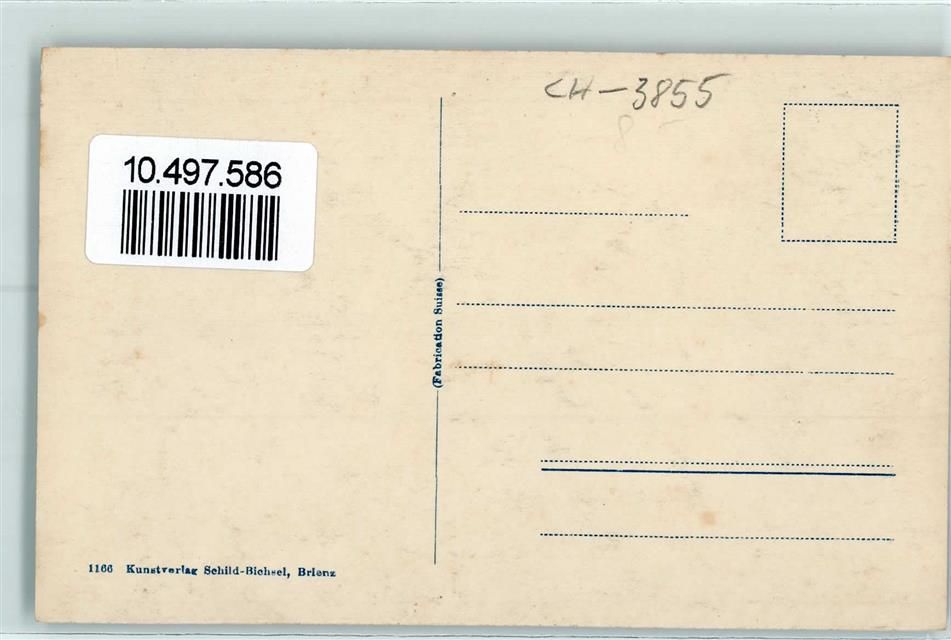 CH-3855
8
10.497.586
(Fabrication Suisse)
1166 Kunstverlag Schild-Bichsel, Brienz